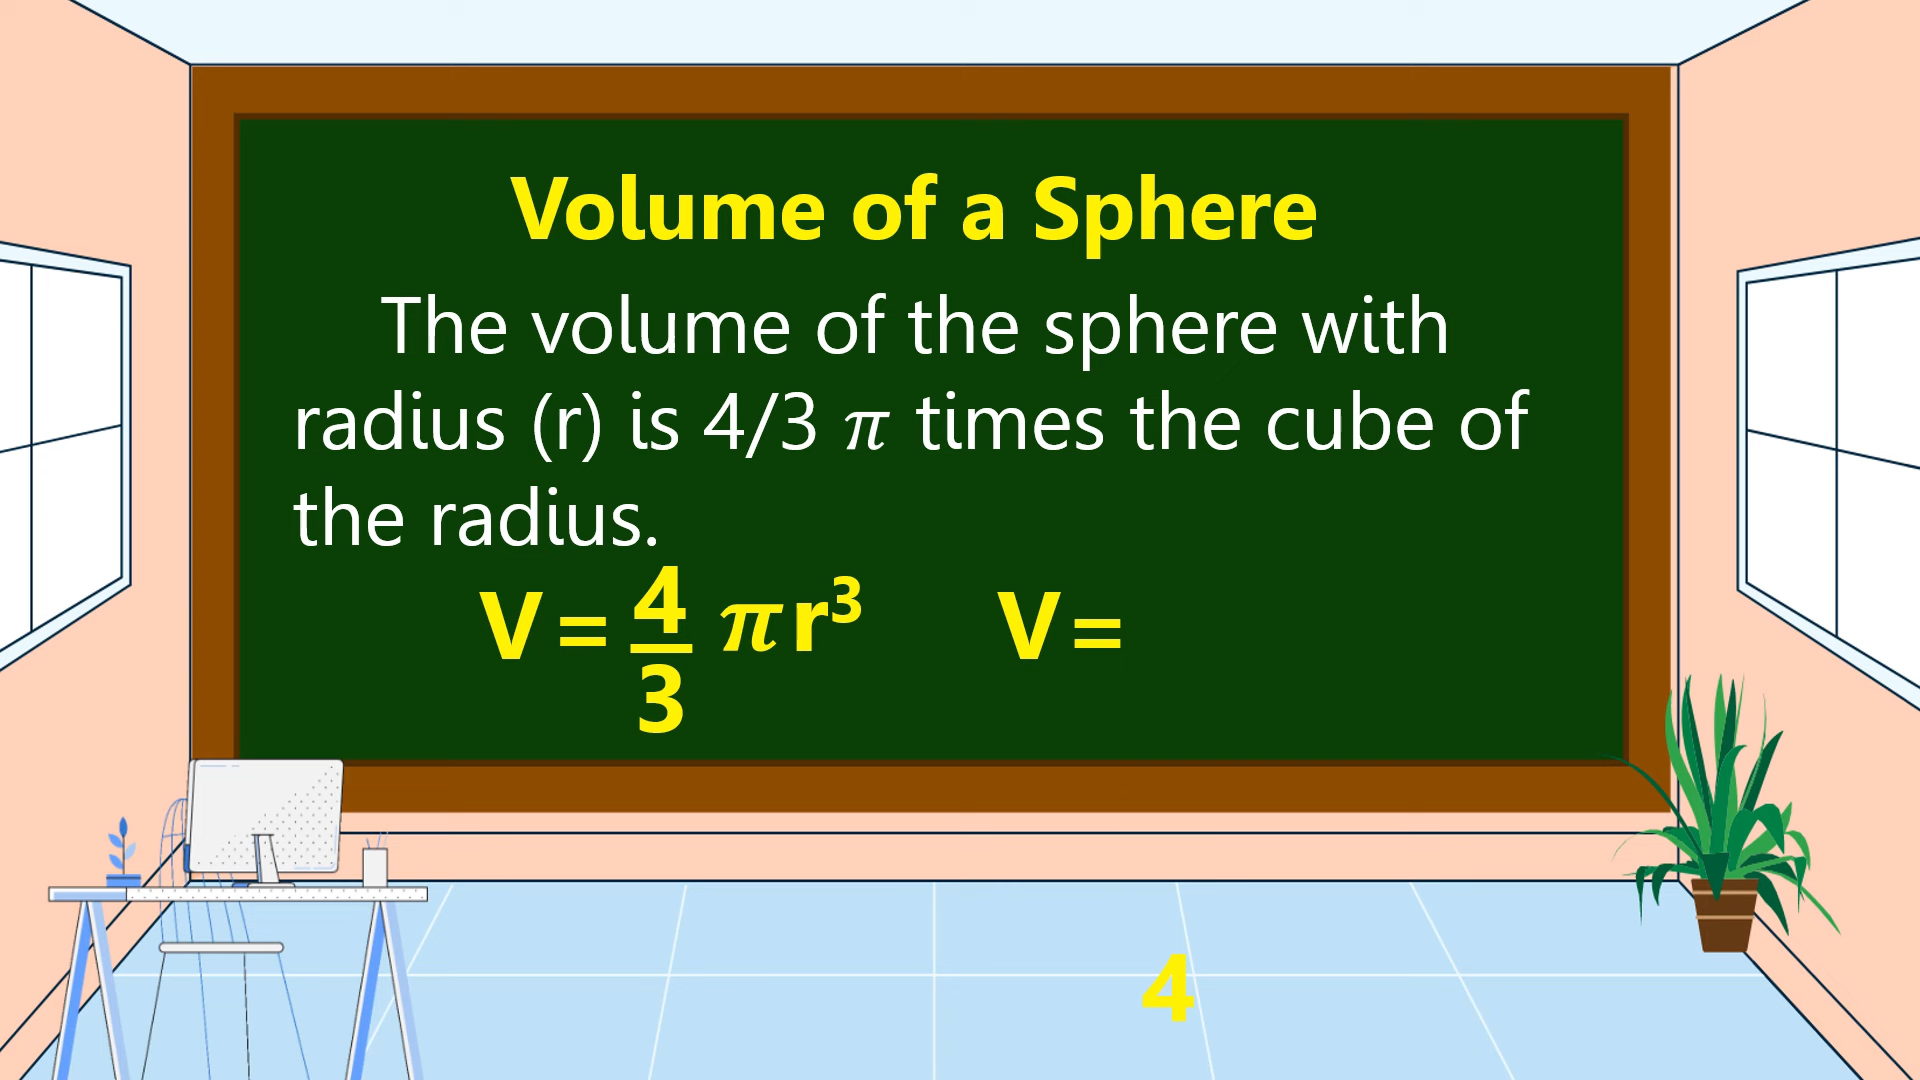 Volume of a Sphere
The volume of the sphere with
radius (r) is 4/3 π times the cube of
the radius.
V = 4/3 π r³ V =
4